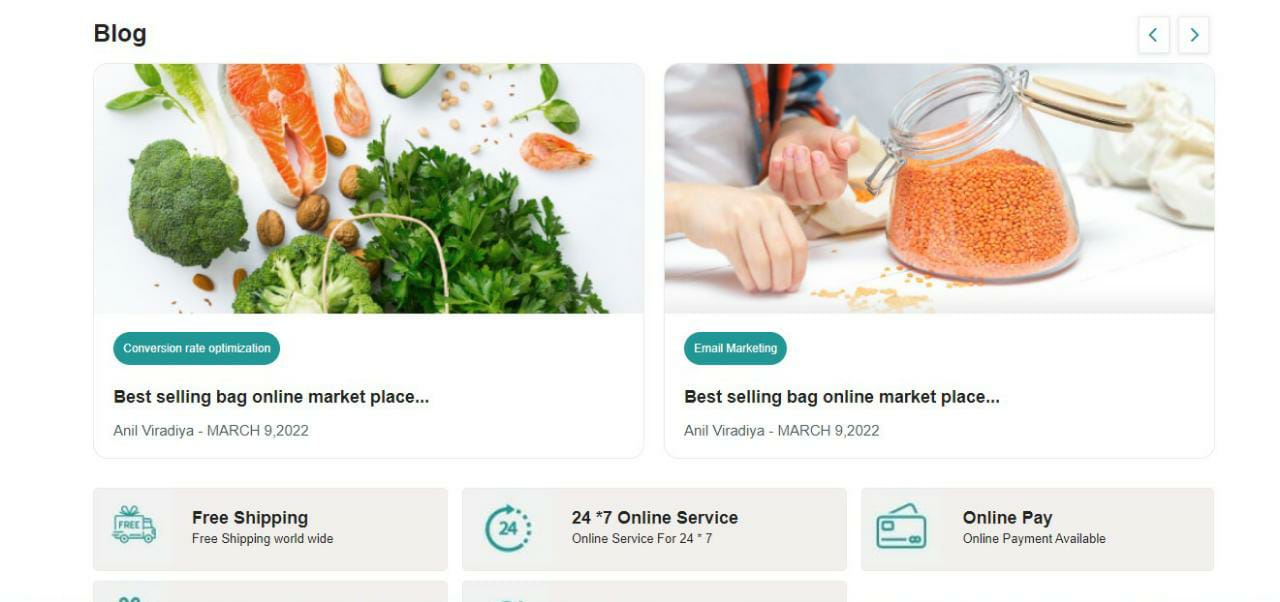 Blog
Conversion rate optimization
Best selling bag online market place...
Anil Viradiya - MARCH 9,2022
Email Marketing
Best selling bag online market place...
Anil Viradiya - MARCH 9,2022
FREE
Free Shipping
Free Shipping world wide
24
24 *7 Online Service
Online Service For 24 * 7
Online Pay
Online Payment Available